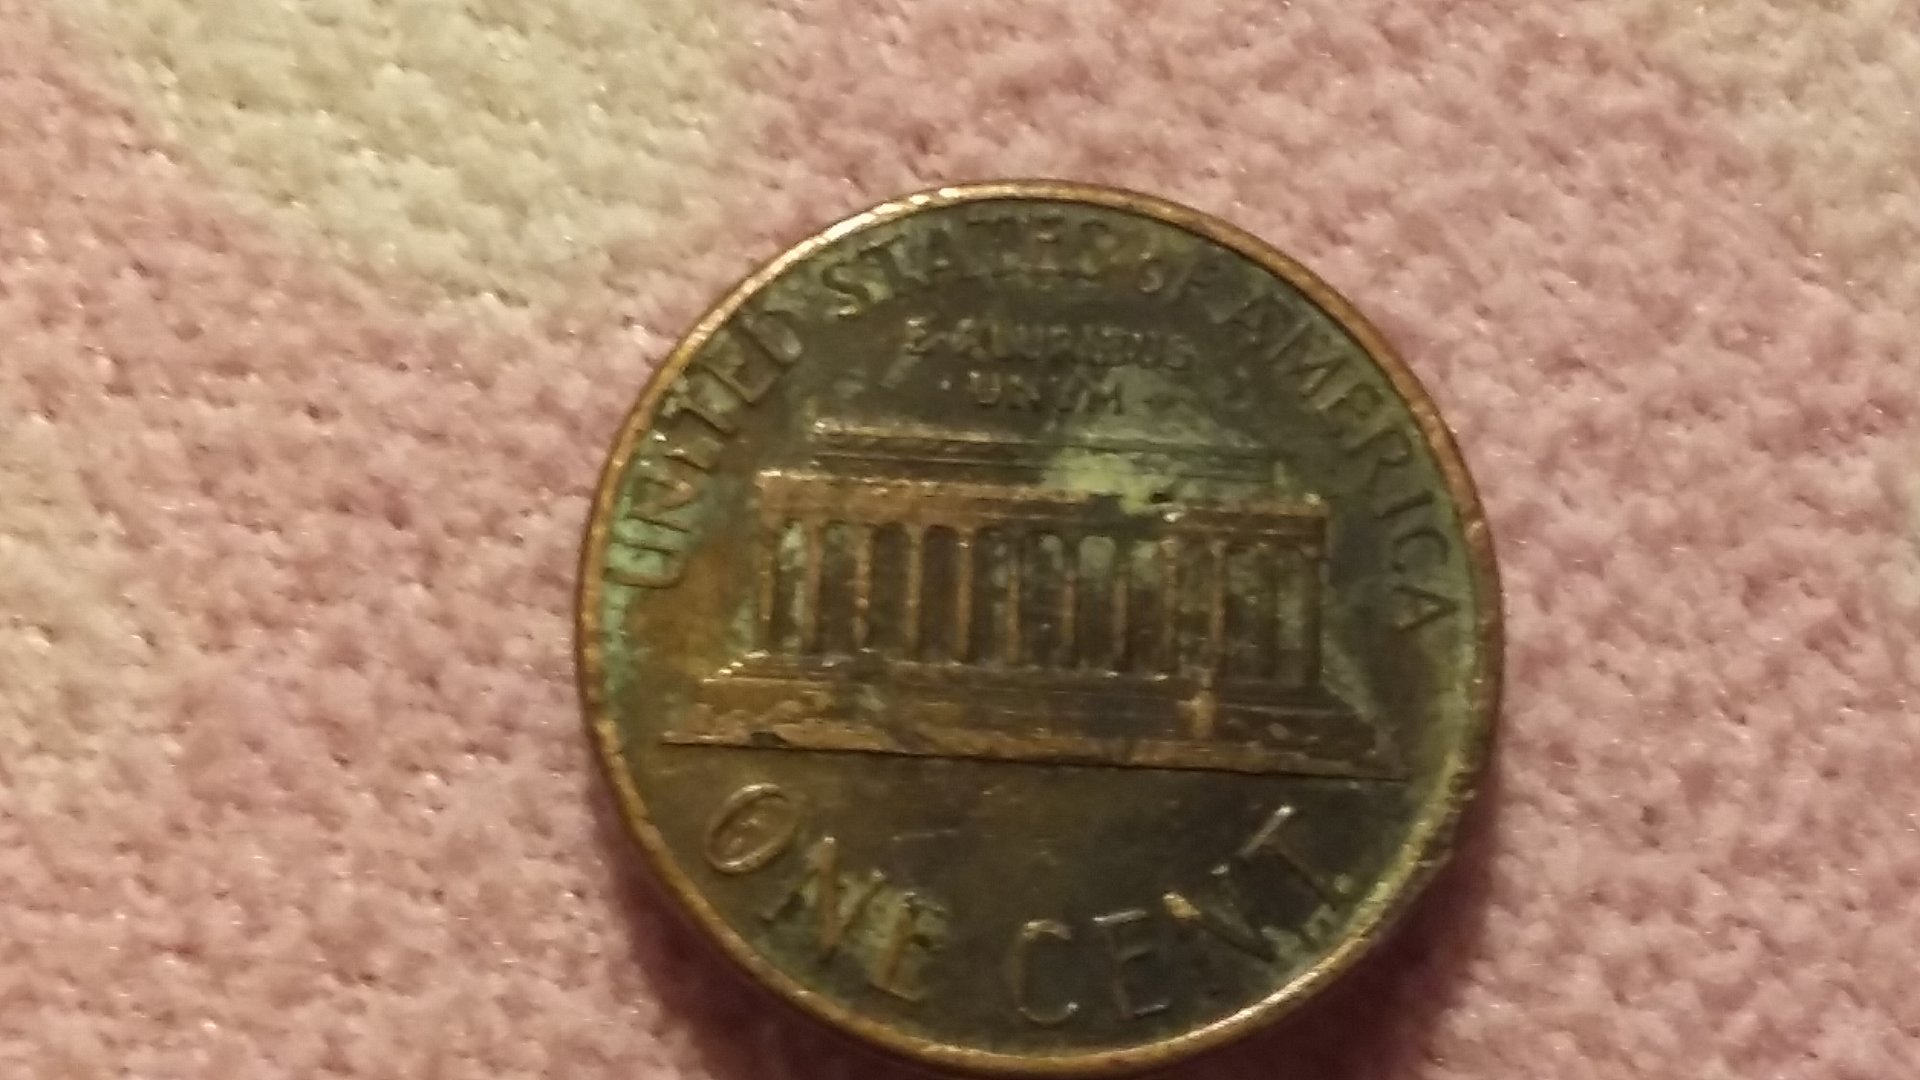 UNITED STATES OF AMERICA
E·PLURIBUS
·UNUM·
ONE CENT